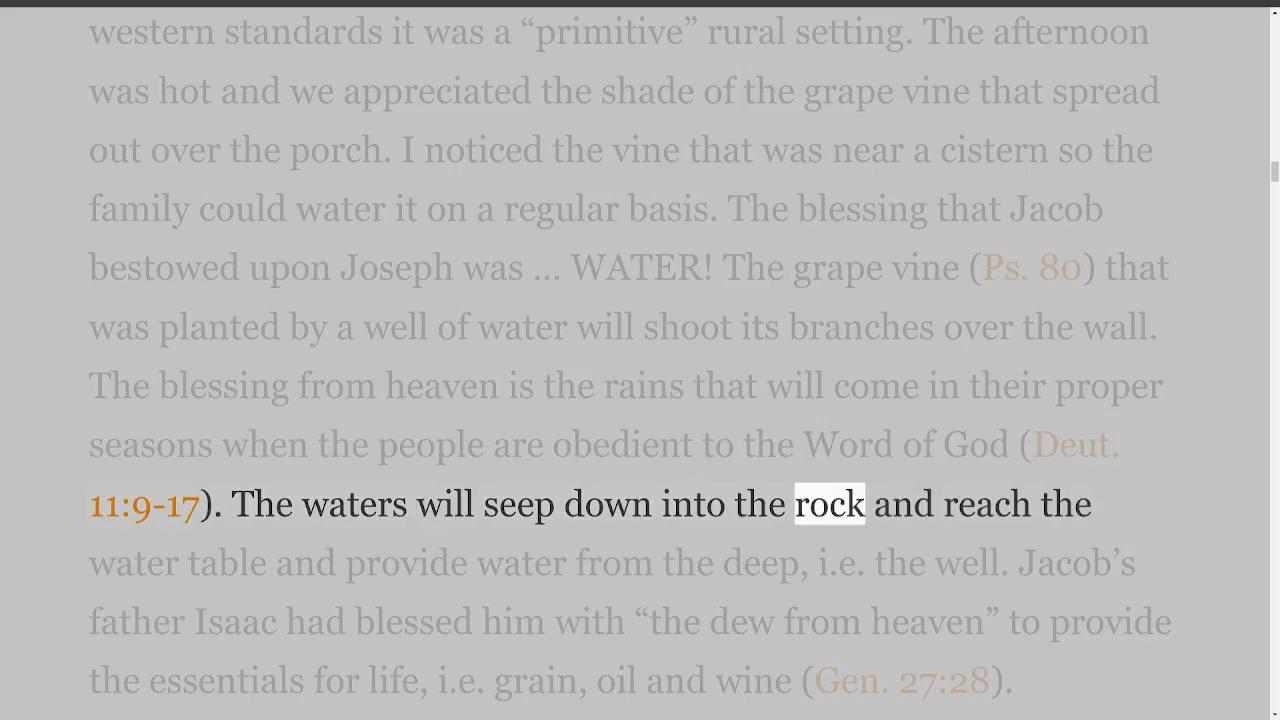 western standards it was a “primitive” rural setting. The afternoon
was hot and we appreciated the shade of the grape vine that spread
out over the porch. I noticed the vine that was near a cistern so the
family could water it on a regular basis. The blessing that Jacob
bestowed upon Joseph was … WATER! The grape vine (Ps. 80) that
was planted by a well of water will shoot its branches over the wall.
The blessing from heaven is the rains that will come in their proper
seasons when the people are obedient to the Word of God (Deut.
11:9-17). The waters will seep down into the rock and reach the
water table and provide water from the deep, i.e. the well. Jacob’s
father Isaac had blessed him with “the dew from heaven” to provide
the essentials for life, i.e. grain, oil and wine (Gen. 27:28).